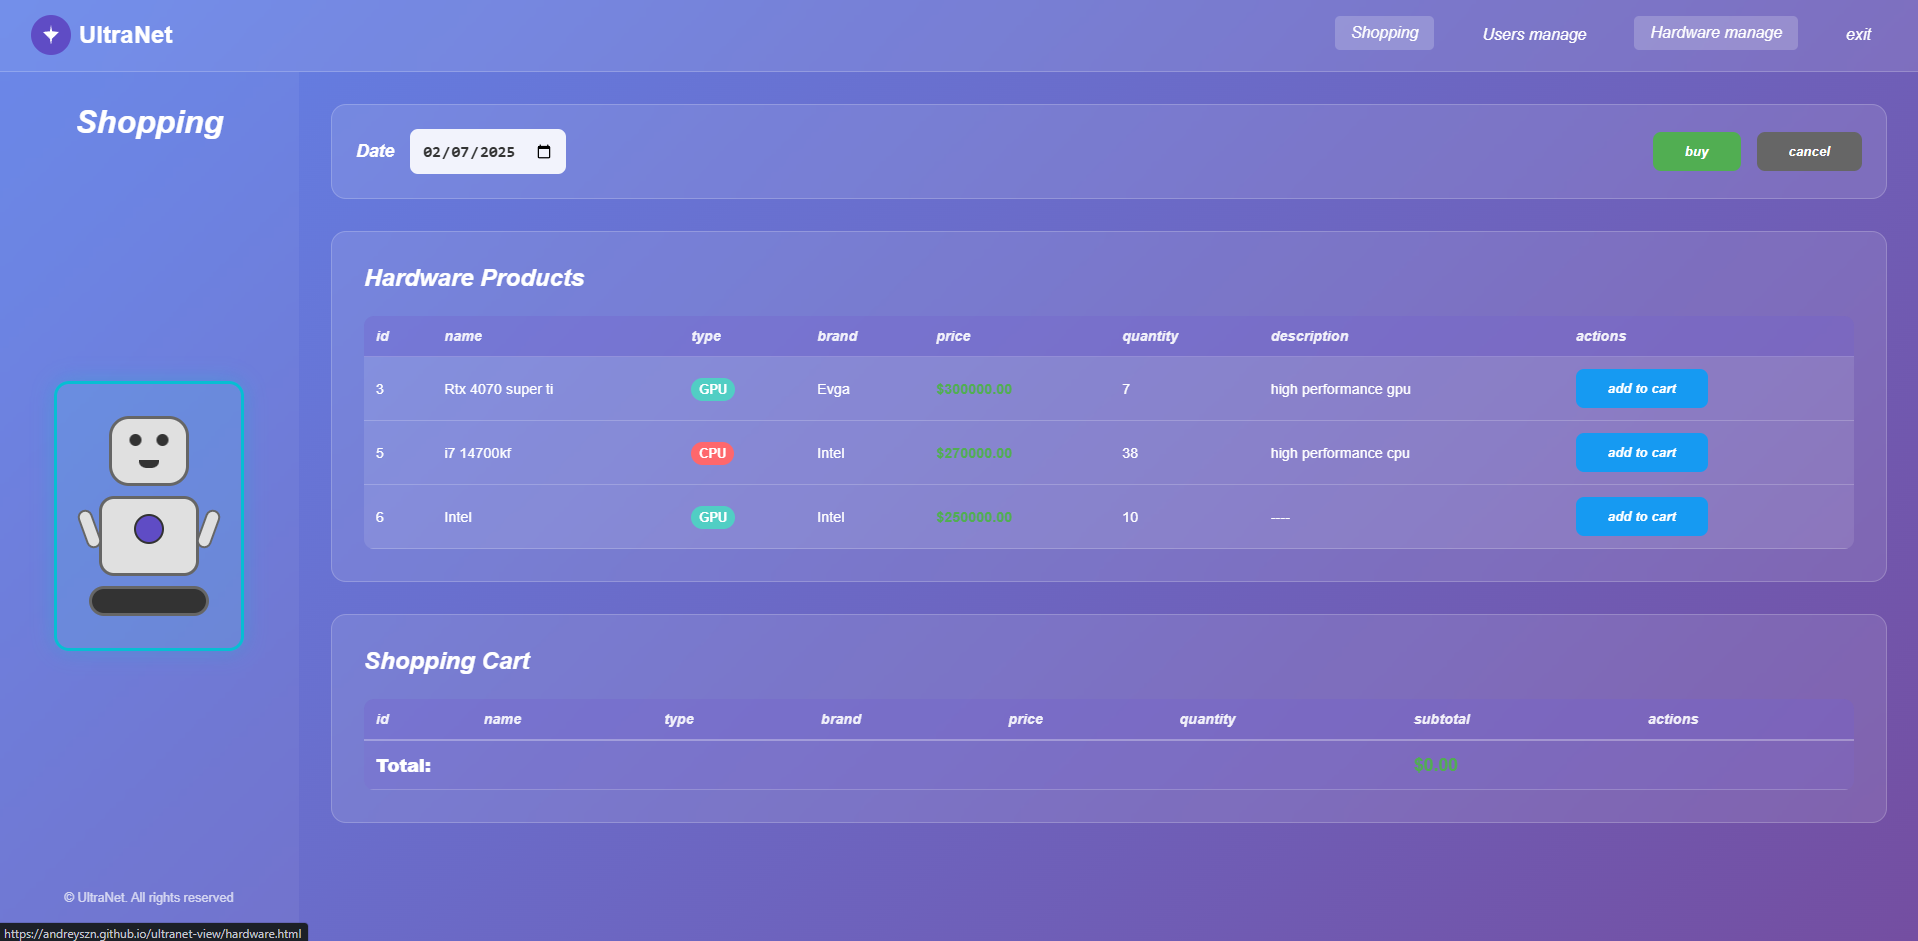 UltraNet
Shopping Users manage Hardware manage exit
Shopping
Date 02/07/2025 buy cancel
Hardware Products
id name type brand price quantity description actions
3 Rtx 4070 super ti GPU Evga $300000.00 7 high performance gpu add to cart
5 i7 14700kf CPU Intel $270000.00 38 high performance cpu add to cart
6 Intel GPU Intel $250000.00 10 ---- add to cart
Shopping Cart
id name type brand price quantity subtotal actions
Total: $0.00
© UltraNet. All rights reserved
https://andreyszn.github.io/ultranet-view/hardware.html